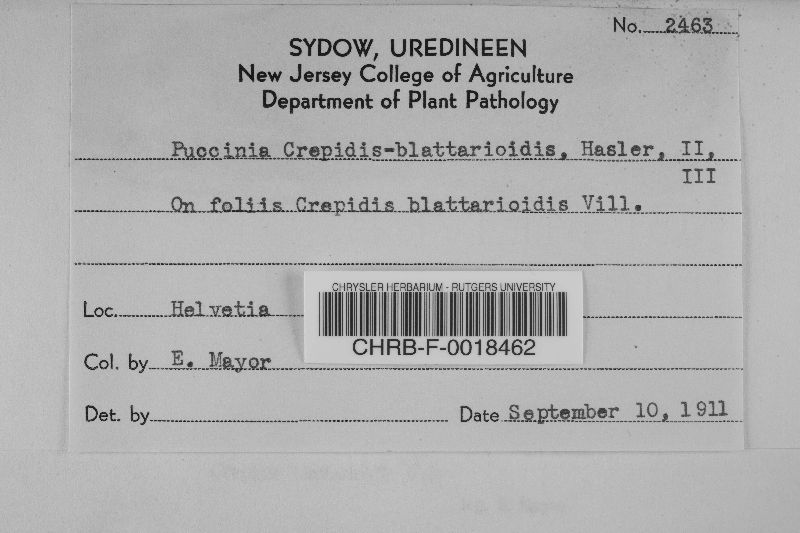 No. 2463
SYDOW, UREDINEEN
New Jersey College of Agriculture
Department of Plant Pathology
Puccinia Crepidis-blattarioidis, Hasler, II,
III
On foliis Crepidis blattarioidis Vill.
Loc. Helvetia
CHRYSLER HERBARIUM - RUTGERS UNIVERSITY
CHRB-F-0018462
Col. by E. Mayor
Det. by
Date September 10, 1911